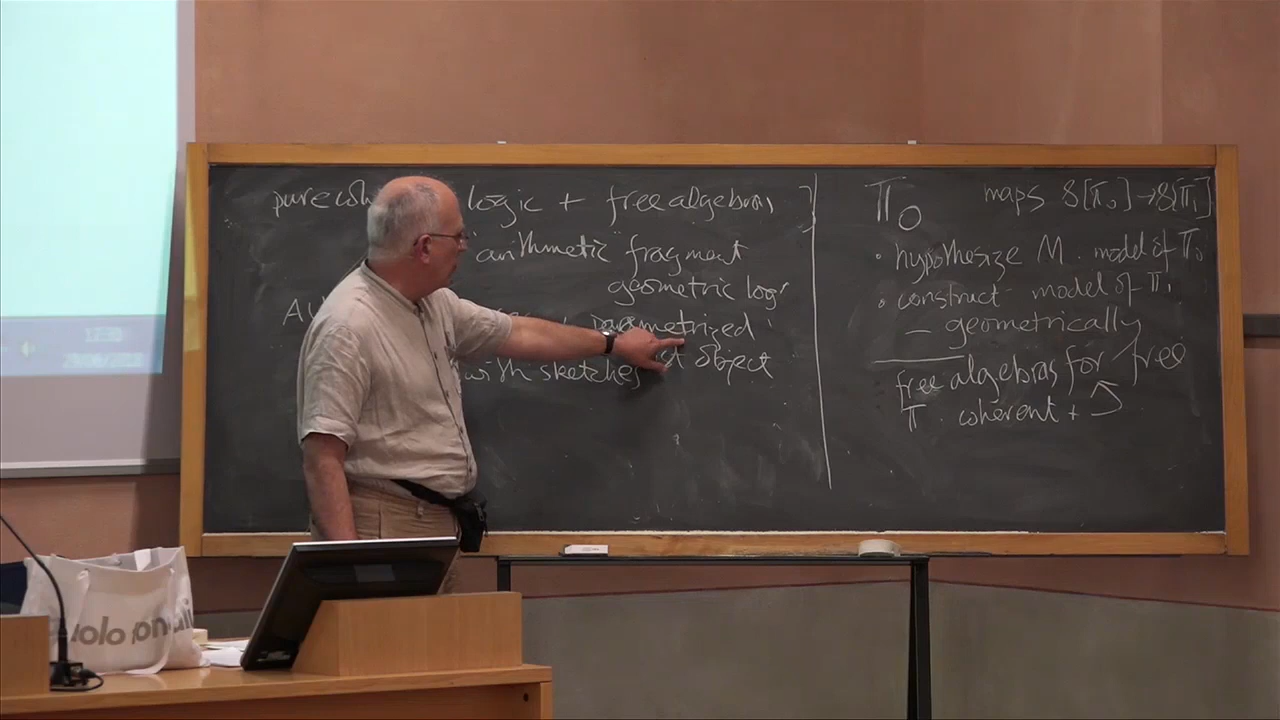 logic + free algebras
"arithmetic" fragment
geometric logic
parametrized
with sketches object
𝕋₀ maps S[𝕋₀]→S[𝕋₁]
• hypothesize M. model of 𝕋₀
• construct model of 𝕋₁
– geometrically
free algebras for free
𝕋. coherent +